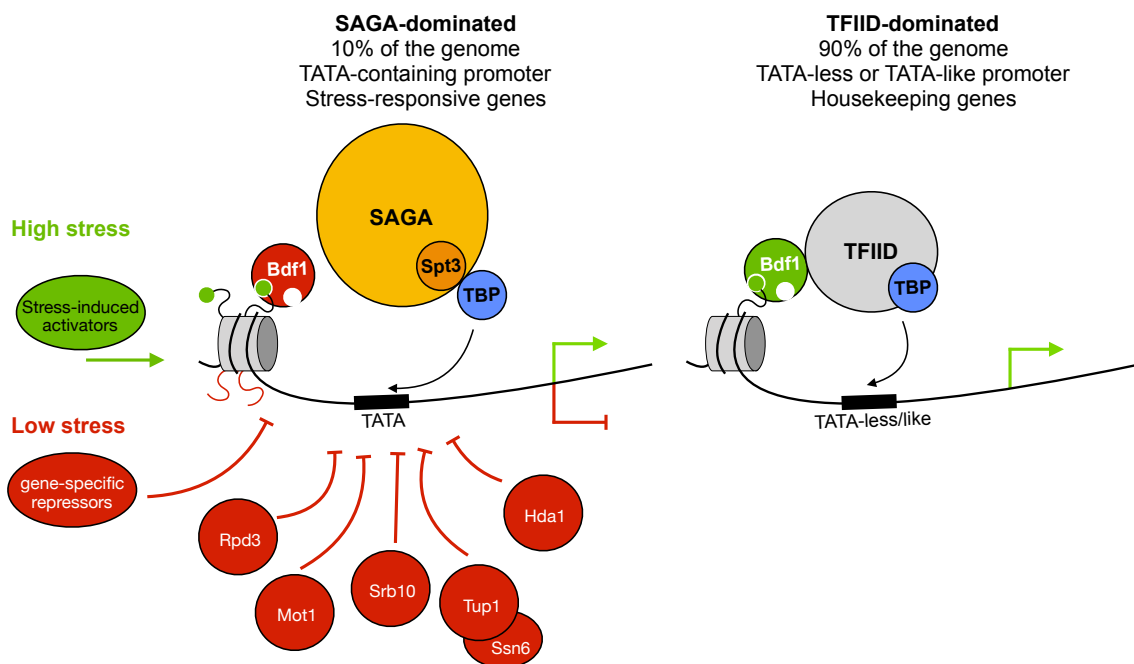 SAGA-dominated
10% of the genome
TATA-containing promoter
Stress-responsive genes
TFIID-dominated
90% of the genome
TATA-less or TATA-like promoter
Housekeeping genes
High stress
Stress-induced
activators
Low stress
gene-specific
repressors
SAGA
Spt3
TBP
Bdf1
TATA
Rpd3
Mot1
Srb10
Tup1
Ssn6
Hda1
Bdf1
TFIID
TBP
TATA-less/like